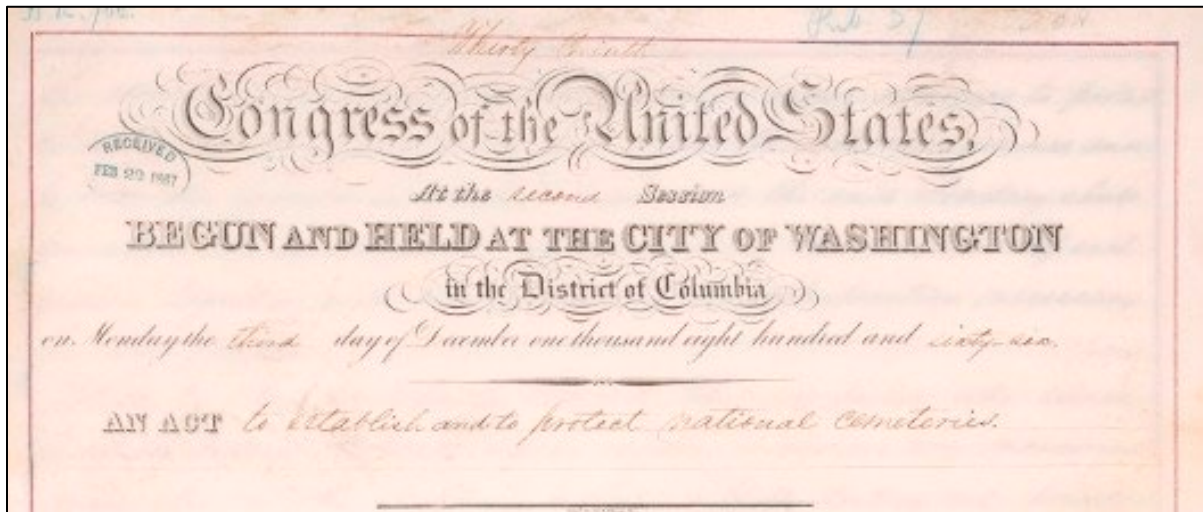 Thirty Ninth
Congress of the United States,
RECEIVED
FEB 22 1867
At the second Session
BEGUN AND HELD AT THE CITY OF WASHINGTON
in the District of Columbia
on Monday the third day of December one thousand eight hundred and sixty-six.
AN ACT to establish and to protect national cemeteries.